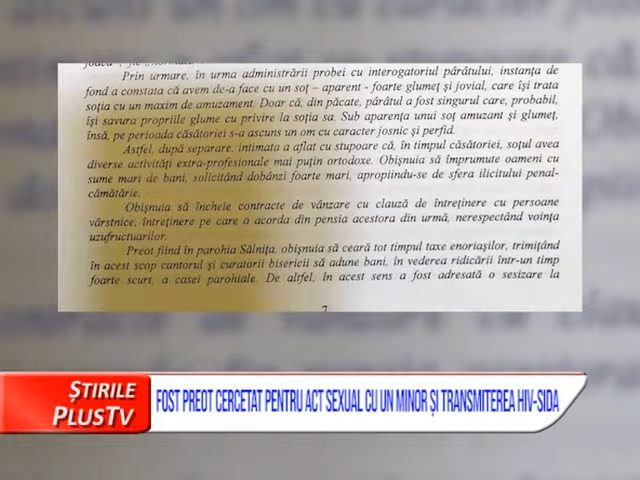 Prin urmare, în urma administrării probei cu interogatoriul pârâtului, instanța de
fond a constata că avem de-a face cu un soț – aparent - foarte glumeț și jovial, care își trata
soția cu un maxim de amuzament. Doar că, din păcate, pârâtul a fost singurul care, probabil,
își savura propriile glume cu privire la soția sa. Sub aparența unui soț amuzant și glumeț,
însă, pe perioada căsătoriei s-a ascuns un om cu caracter josnic și perfid.
Astfel, după separare, intimata a aflat cu stupoare că, în timpul căsătoriei, soțul avea
diverse activități extra-profesionale mai puțin ortodoxe. Obișnuia să împrumute oameni cu
sume mari de bani, solicitând dobânzi foarte mari, apropiindu-se de sfera ilicitului penal-
cămătărie.
Obișnuia să încheie contracte de vânzare cu clauză de întreținere cu persoane
vârstnice, întreținere pe care o acorda din pensia acestora din urmă, nerespectând voința
uzufructuarilor.
Preot fiind în parohia Sălnița, obișnuia să ceară tot timpul taxe enoriașilor, trimițând
în acest scop cantorul și curatorii bisericii să adune bani, în vederea ridicării într-un timp
foarte scurt, a casei parohiale. De altfel, în acest sens a fost adresată o sesizare la
7
ȘTIRILE
PLUSTV
FOST PREOT CERCETAT PENTRU ACT SEXUAL CU UN MINOR ȘI TRANSMITEREA HIV-SIDA